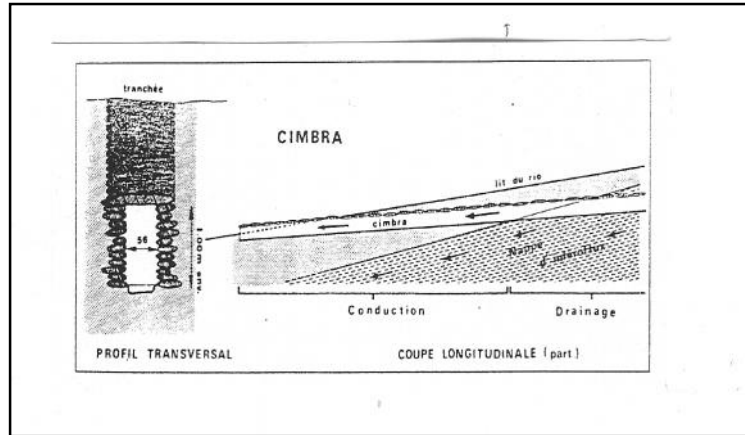 tranchée
CIMBRA
lit du rio
cimbra
56
1.00m env.
Nappe
d'inféroflux
Conduction
Drainage
PROFIL TRANSVERSAL
COUPE LONGITUDINALE (part.)